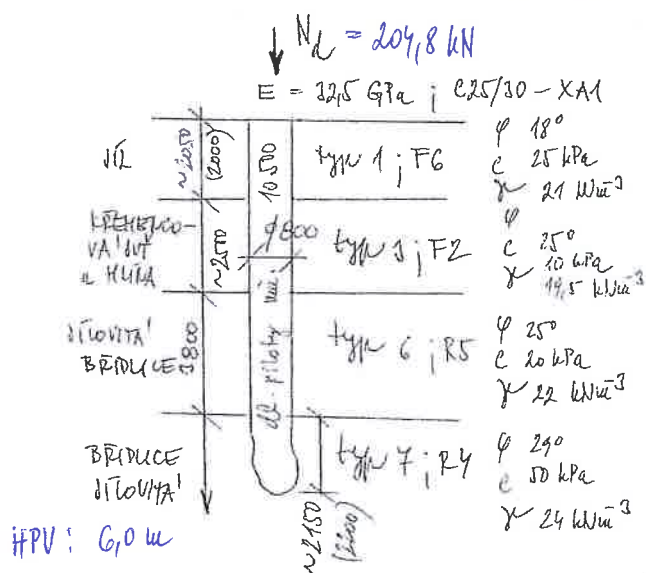 N_d = 204,8 kN
E = 32,5 GPa ; C25/30 – XA1
JÍL
~2050
(2000)
10 500
typ 1 ; F6
φ 18°
c 25 kPa
γ 21 kNm⁻³
KŘEMENCO-
VÁ SUŤ
A HLÍNA
~2500
ϕ800
typ 3 ; F2
φ 25°
c 10 kPa
γ 19,5 kNm⁻³
JÍLOVITÁ
BŘIDLICE
3800
dl. piloty min.
typ 6 ; R5
φ 25°
c 20 kPa
γ 22 kNm⁻³
BŘIDLICE
JÍLOVITÁ
typ 7 ; R4
φ 29°
c 50 kPa
γ 24 kNm⁻³
~2150
HPV : 6,0 m